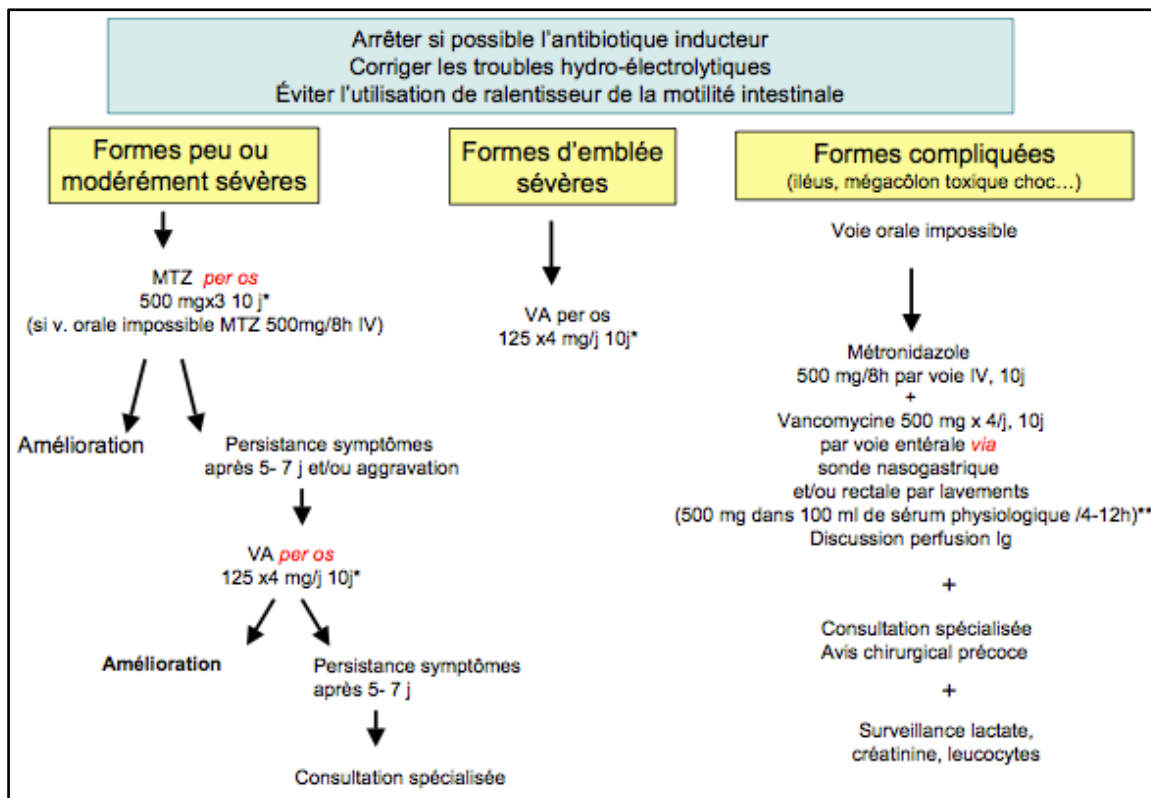 Arrêter si possible l'antibiotique inducteur
Corriger les troubles hydro-électrolytiques
Éviter l'utilisation de ralentisseur de la motilité intestinale
Formes peu ou
modérément sévères
MTZ per os
500 mgx3 10 j*
(si v. orale impossible MTZ 500mg/8h IV)
Amélioration
Persistance symptômes
après 5- 7 j et/ou aggravation
VA per os
125 x4 mg/j 10j*
Amélioration
Persistance symptômes
après 5- 7 j
Consultation spécialisée
Formes d'emblée
sévères
VA per os
125 x4 mg/j 10j*
Formes compliquées
(iléus, mégacôlon toxique choc…)
Voie orale impossible
Métronidazole
500 mg/8h par voie IV, 10j
+
Vancomycine 500 mg x 4/j, 10j
par voie entérale via
sonde nasogastrique
et/ou rectale par lavements
(500 mg dans 100 ml de sérum physiologique /4-12h)**
Discussion perfusion Ig
+
Consultation spécialisée
Avis chirurgical précoce
+
Surveillance lactate,
créatinine, leucocytes